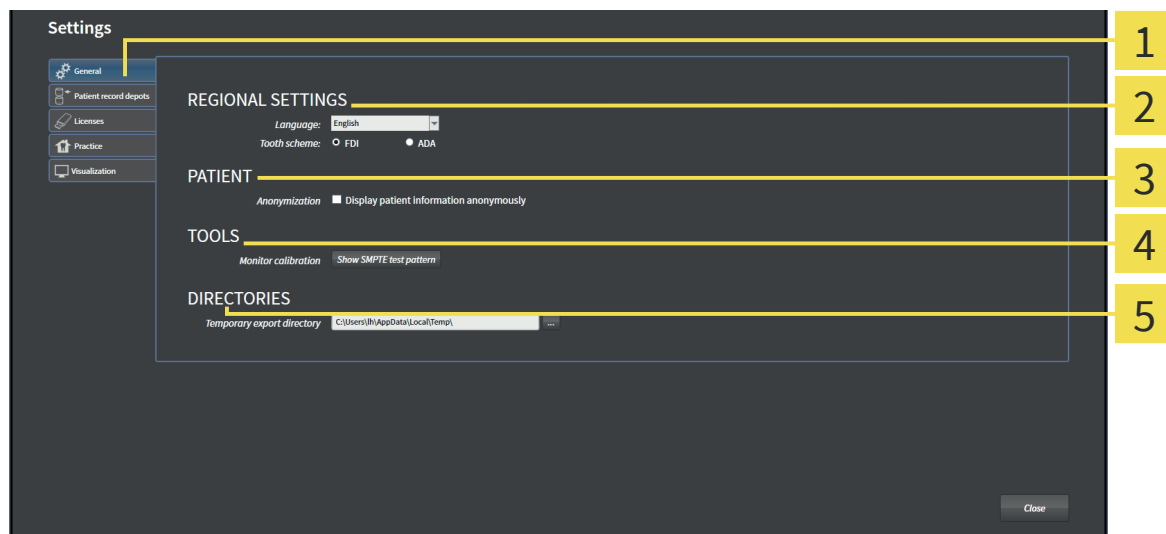 Settings
1
General
Patient record depots
Licenses
Practice
Visualization
REGIONAL SETTINGS
2
Language: English
Tooth scheme: FDI ADA
PATIENT
3
Anonymization Display patient information anonymously
TOOLS
4
Monitor calibration Show SMPTE test pattern
DIRECTORIES
5
Temporary export directory C:\Users\lh\AppData\Local\Temp\ ...
Close